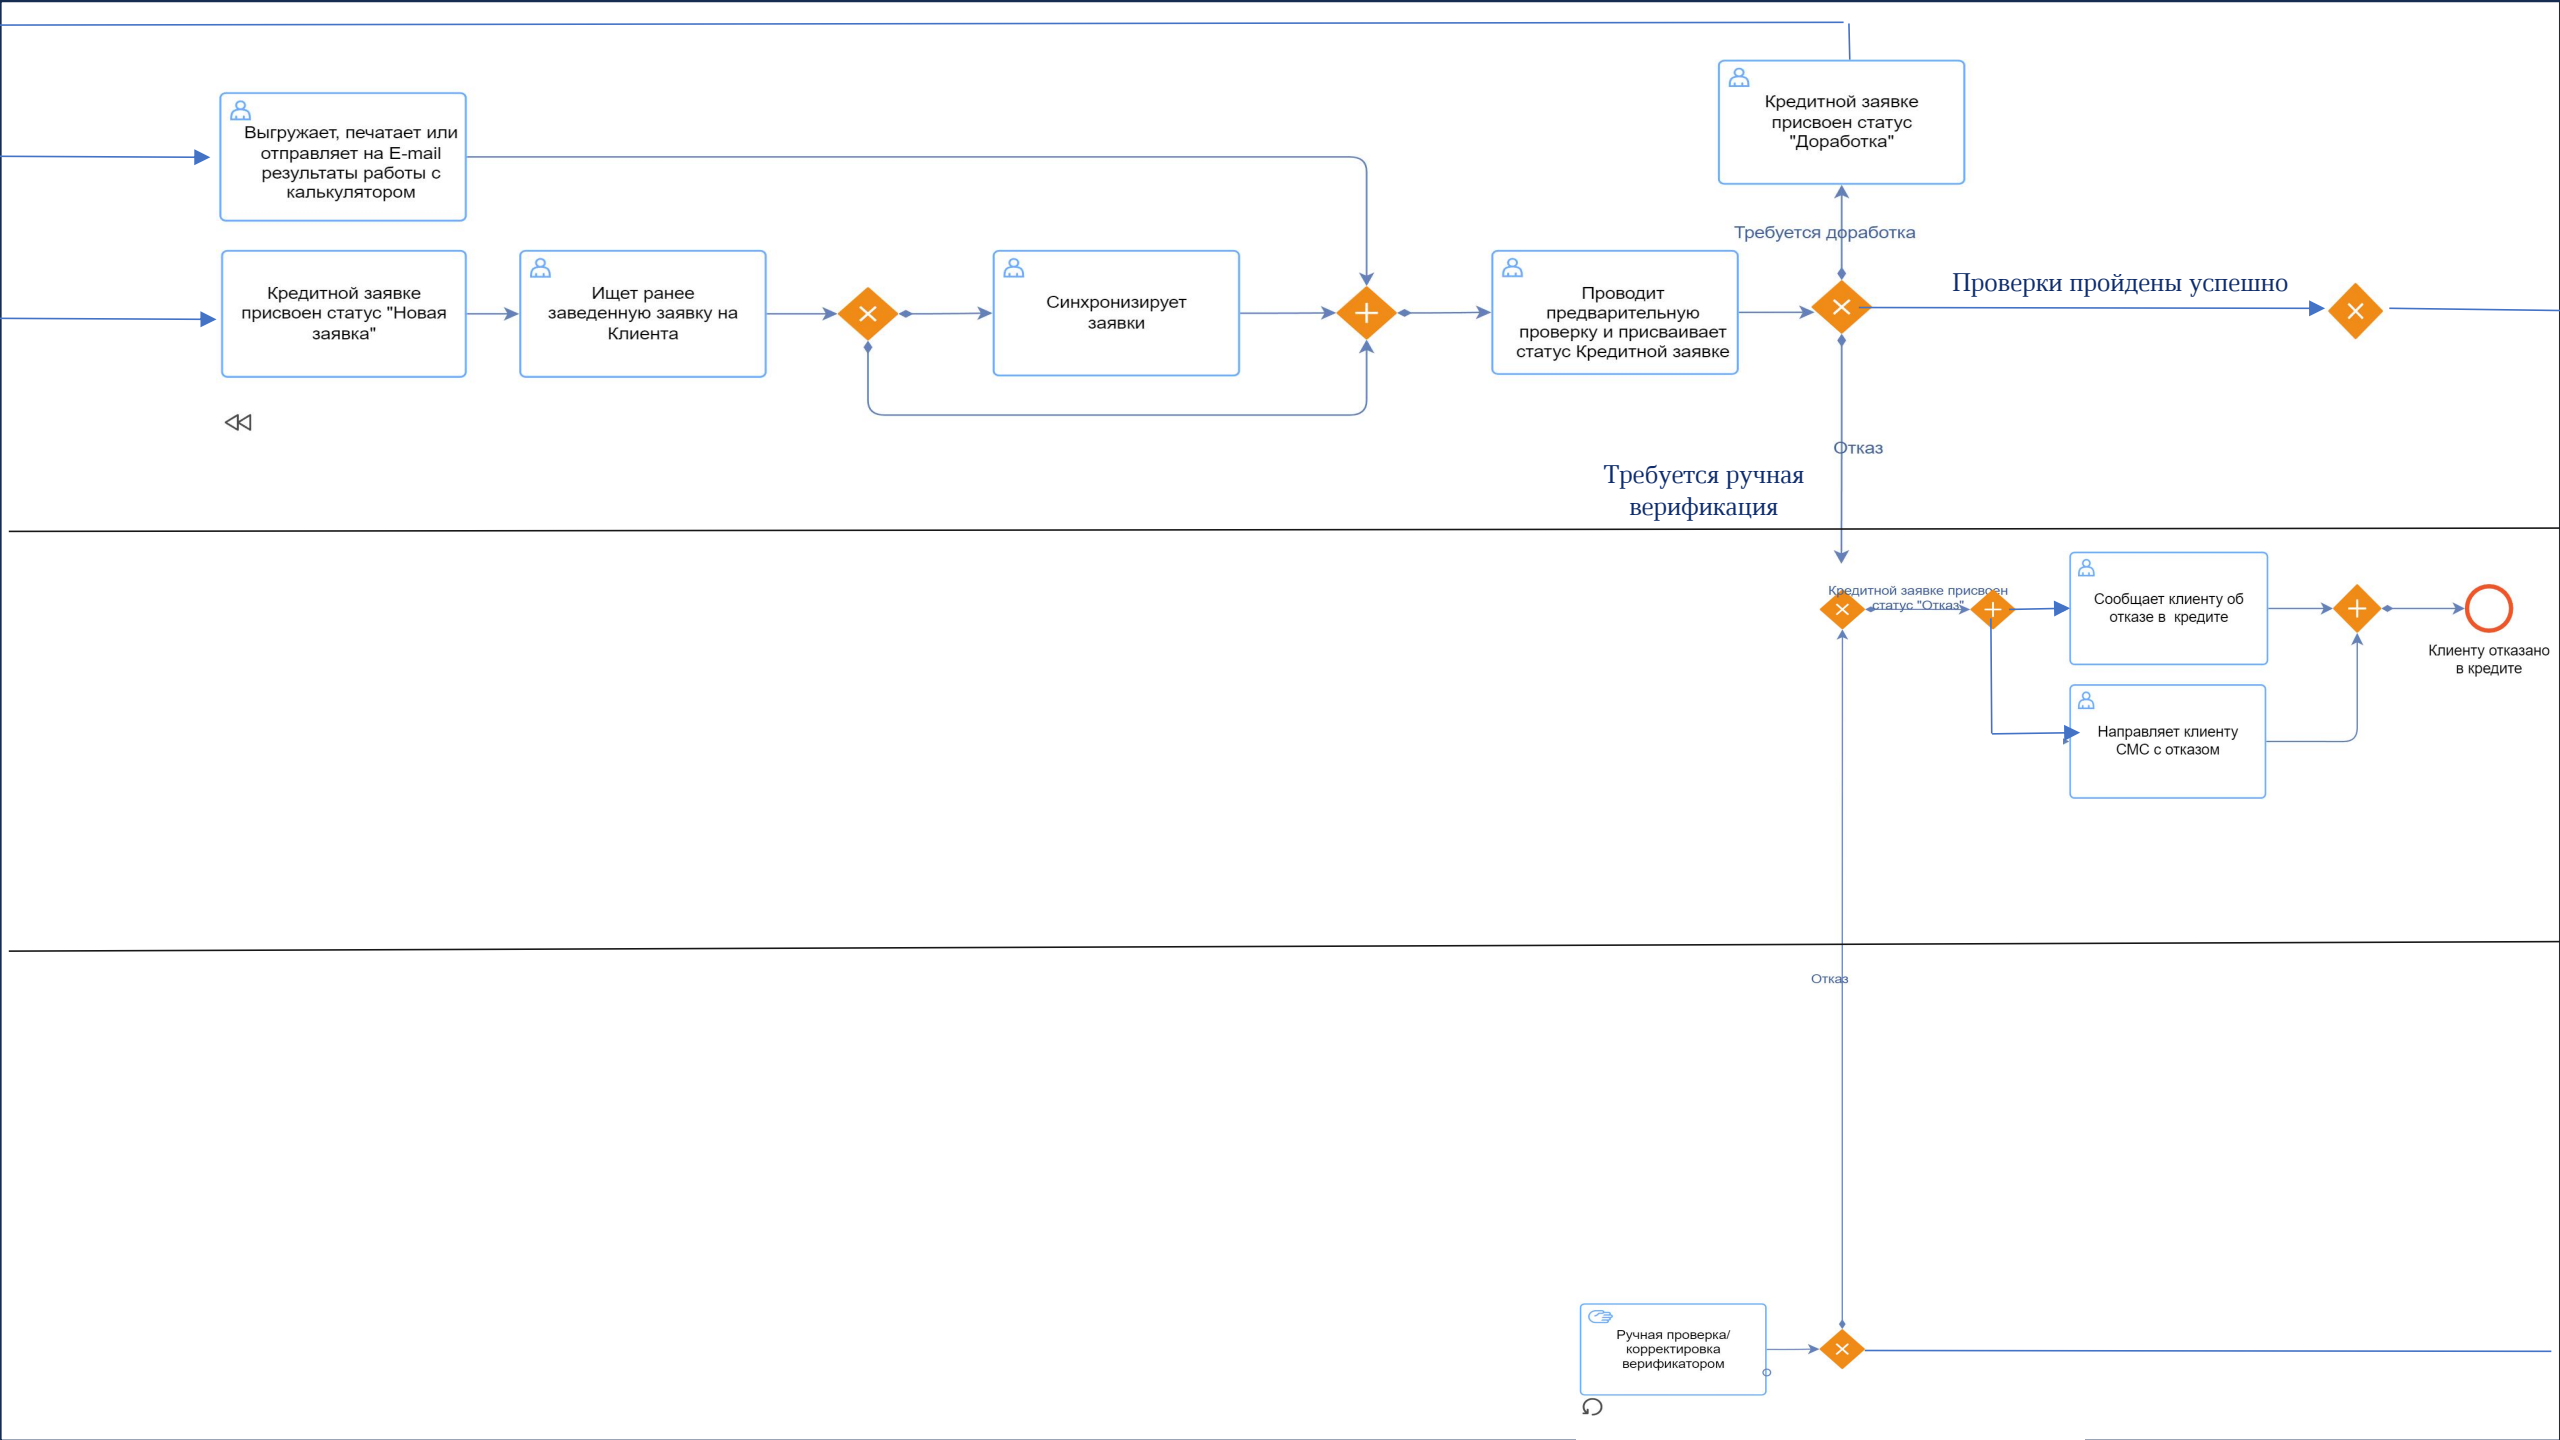 Кредитной заявке
присвоен статус
"Доработка"
Выгружает, печатает или
отправляет на E-mail
результаты работы с
калькулятором
Требуется доработка
Кредитной заявке
присвоен статус "Новая
заявка"
Ищет ранее
заведенную заявку на
Клиента
Синхронизирует
заявки
Проводит
предварительную
проверку и присваивает
статус Кредитной заявке
Проверки пройдены успешно
Отказ
Требуется ручная
верификация
Кредитной заявке присвоен
статус "Отказ"
Сообщает клиенту об
отказе в  кредите
Клиенту отказано
в кредите
Направляет клиенту
СМС с отказом
Отказ
Ручная проверка/
корректировка
верификатором